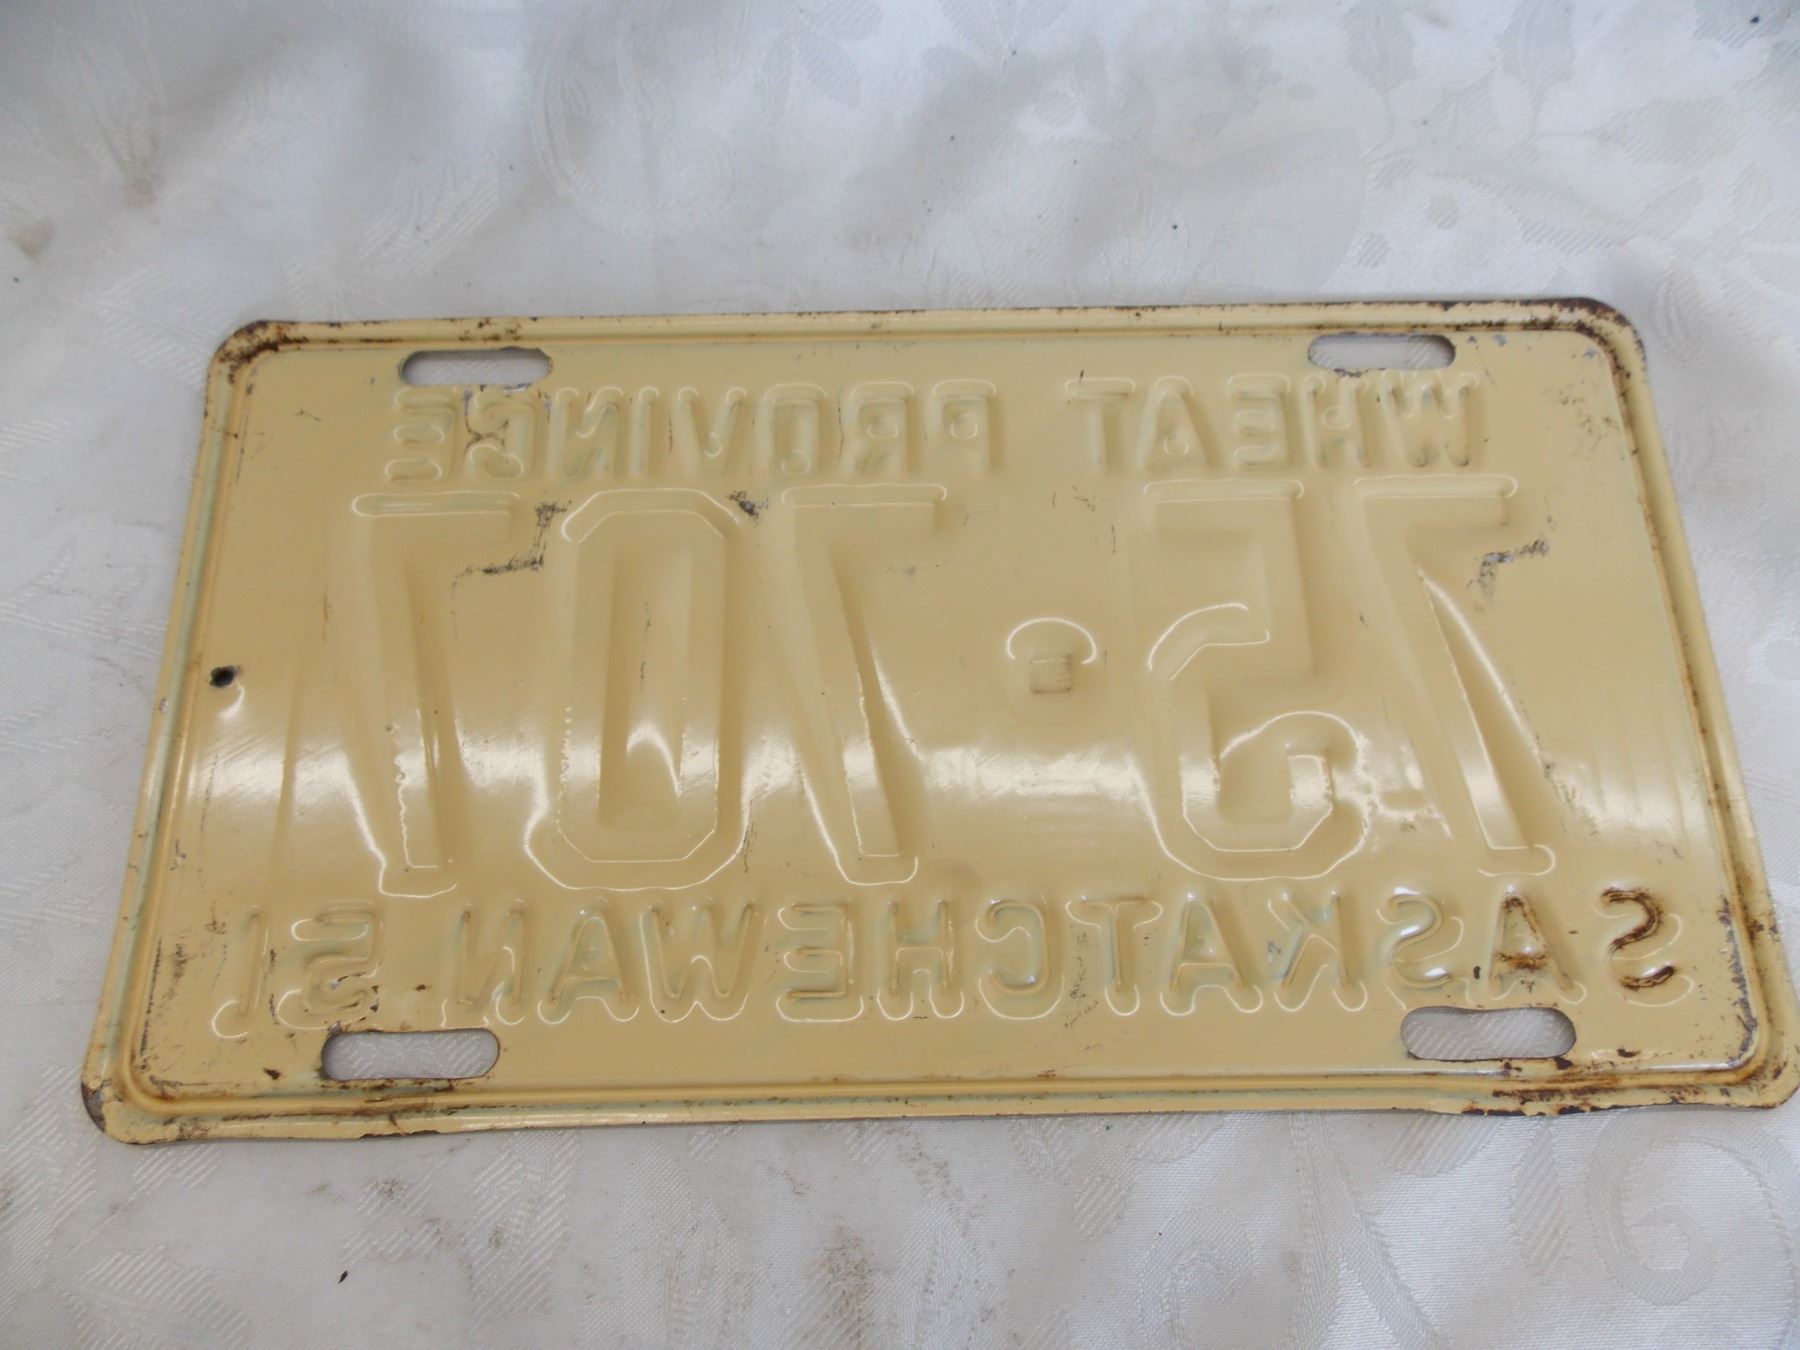 WHEAT PROVINCE
75·707
SASKATCHEWAN 51